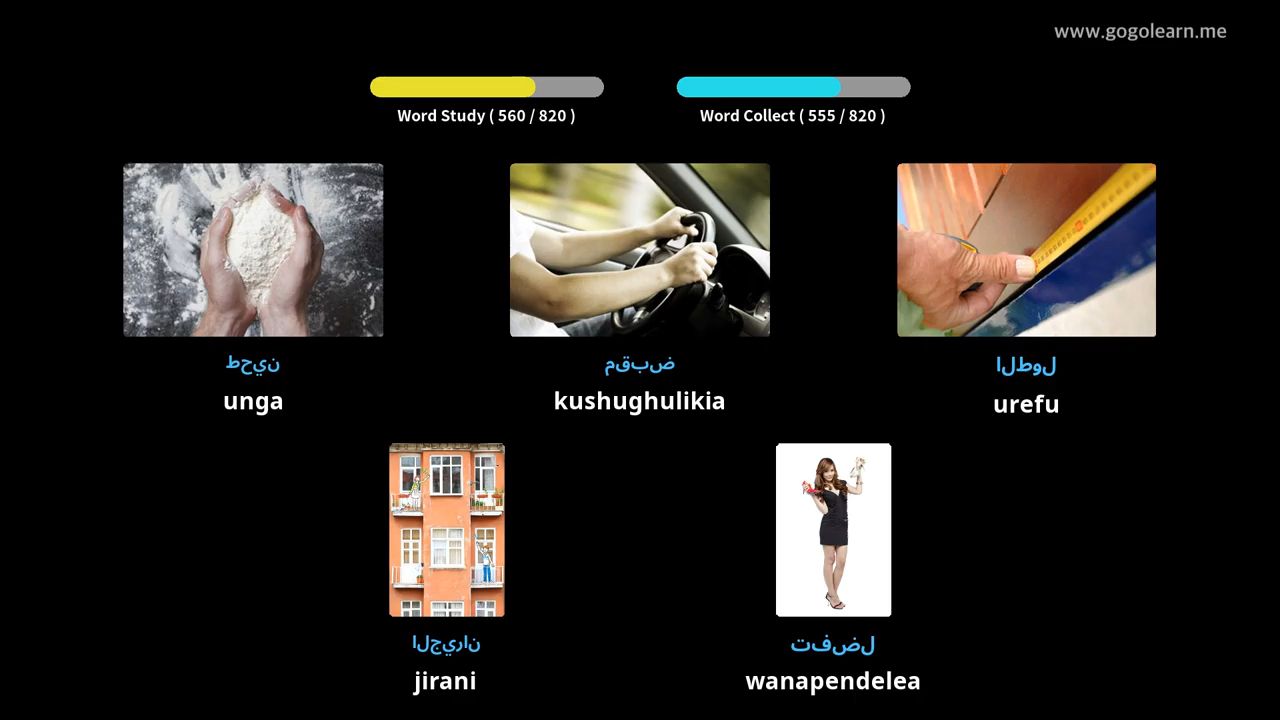 www.gogolearn.me
Word Study ( 560 / 820 )
Word Collect ( 555 / 820 )
طحين
مقبض
الطول
unga
kushughulikia
urefu
الجيران
تفضل
jirani
wanapendelea